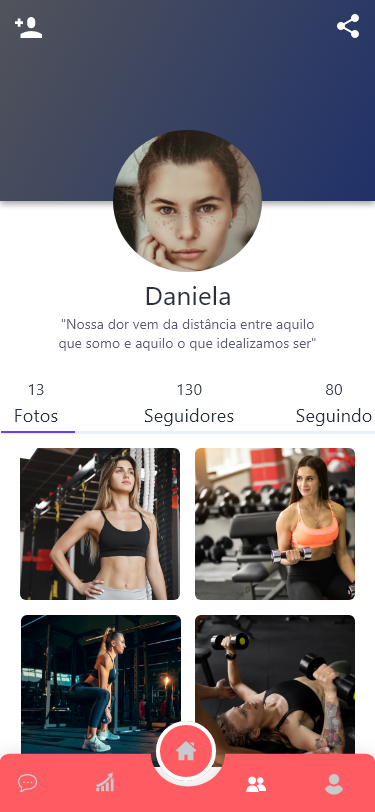 Daniela
"Nossa dor vem da distância entre aquilo
que somo e aquilo o que idealizamos ser"
13 130 80
Fotos Seguidores Seguindo